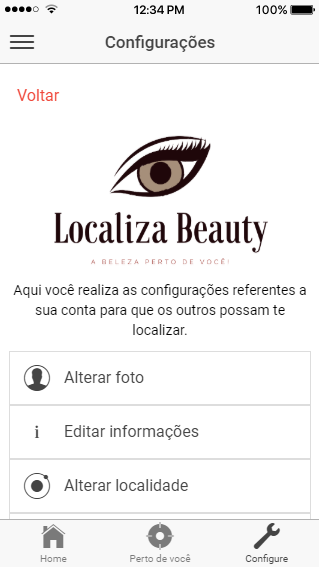 12:34 PM 100%
Configurações
Voltar
Localiza Beauty
A BELEZA PERTO DE VOCÊ!
Aqui você realiza as configurações referentes a
sua conta para que os outros possam te
localizar.
Alterar foto
i Editar informações
Alterar localidade
Home Perto de você Configure